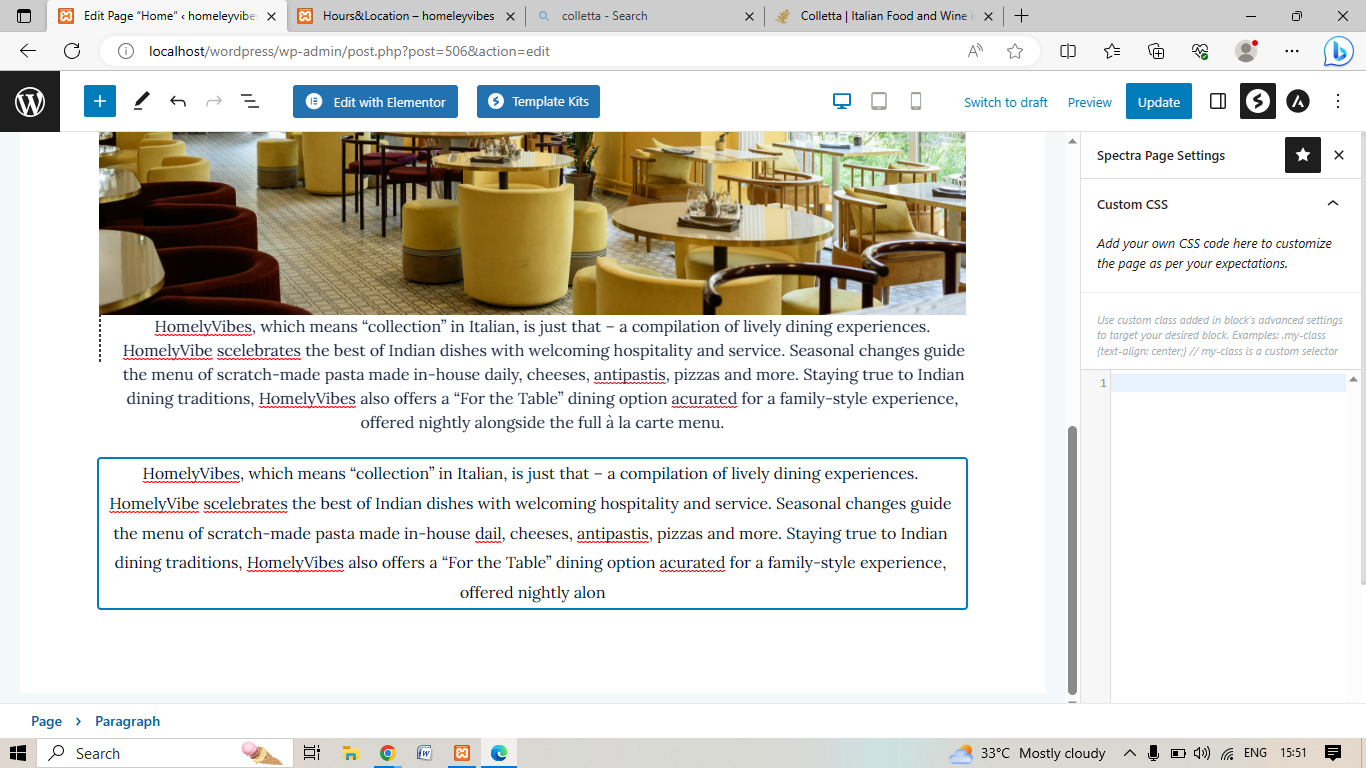 Edit Page “Home” ‹ homeleyvibe
Hours&Location – homeleyvibes
colletta - Search
Colletta | Italian Food and Wine i
localhost/wordpress/wp-admin/post.php?post=506&action=edit
Edit with Elementor
Template Kits
Switch to draft
Preview
Update
Spectra Page Settings
Custom CSS
Add your own CSS code here to customize
the page as per your expectations.
Use custom class added in block's advanced settings
to target your desired block. Examples: .my-class
{text-align: center;} // my-class is a custom selector
1
HomelyVibes, which means “collection” in Italian, is just that – a compilation of lively dining experiences.
HomelyVibe scelebrates the best of Indian dishes with welcoming hospitality and service. Seasonal changes guide
the menu of scratch-made pasta made in-house daily, cheeses, antipastis, pizzas and more. Staying true to Indian
dining traditions, HomelyVibes also offers a “For the Table” dining option acurated for a family-style experience,
offered nightly alongside the full à la carte menu.
HomelyVibes, which means “collection” in Italian, is just that – a compilation of lively dining experiences.
HomelyVibe scelebrates the best of Indian dishes with welcoming hospitality and service. Seasonal changes guide
the menu of scratch-made pasta made in-house dail, cheeses, antipastis, pizzas and more. Staying true to Indian
dining traditions, HomelyVibes also offers a “For the Table” dining option acurated for a family-style experience,
offered nightly alon
Page › Paragraph
Search
33°C Mostly cloudy
ENG
15:51